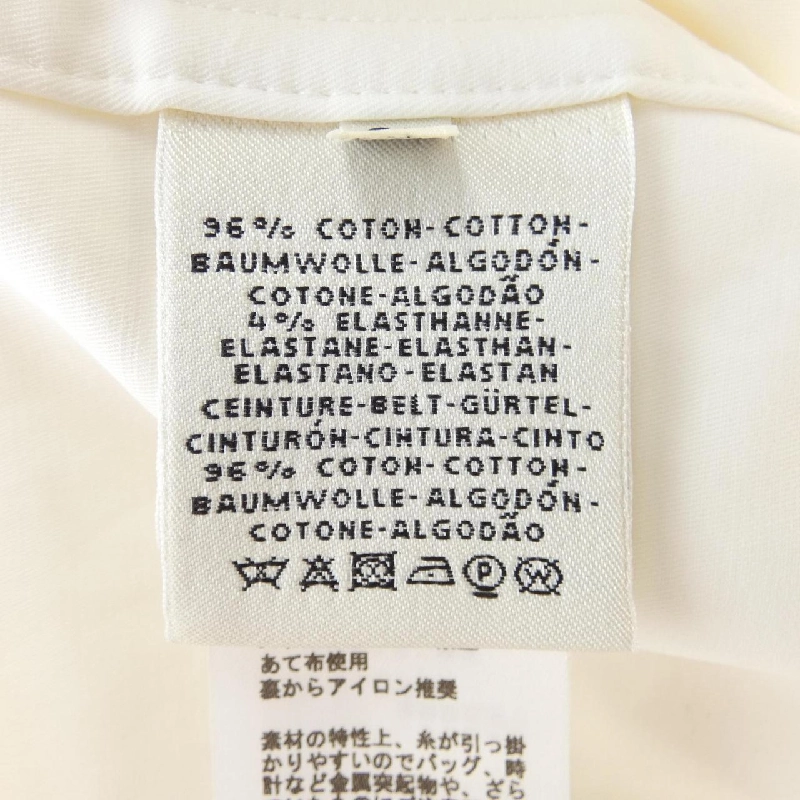 96% COTON-COTTON-
BAUMWOLLE-ALGODÓN-
COTONE-ALGODÃO
4% ELASTHANNE-
ELASTANE-ELASTHAN-
ELASTANO-ELASTAN
CEINTURE-BELT-GÜRTEL-
CINTURÓN-CINTURA-CINTO
96% COTON-COTTON-
BAUMWOLLE-ALGODÓN-
COTONE-ALGODÃO
P W
あて布使用
裏からアイロン推奨
素材の特性上、糸が引っ掛
かりやすいのでバッグ、時
計など金属突起物や、ざら